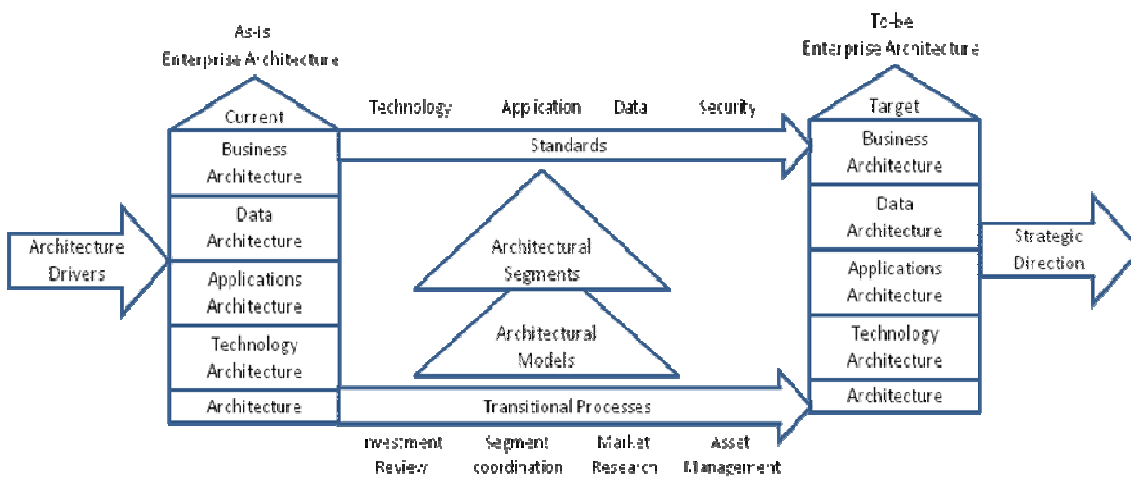 As-is
Enterprise Architecture
Current
Business
Architecture
Data
Architecture
Applications
Architecture
Technology
Architecture
Architecture
Architecture
Drivers
Technology Application Data Security
Standards
Architectural
Segments
Architectural
Models
Transitional Processes
Investment
Review
Segment
coordination
Market
Research
Asset
Management
To-be
Enterprise Architecture
Target
Business
Architecture
Data
Architecture
Applications
Architecture
Technology
Architecture
Architecture
Strategic
Direction